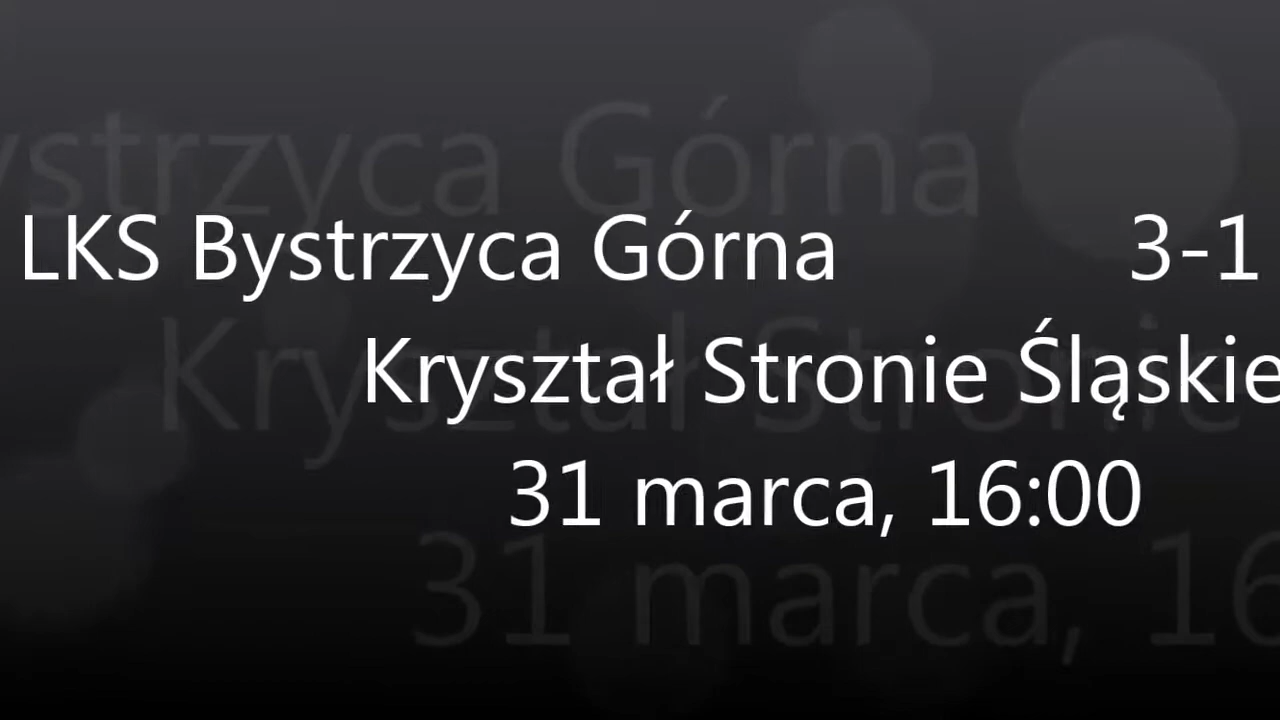 LKS Bystrzyca Górna 3-1
Kryształ Stronie Śląskie
31 marca, 16:00